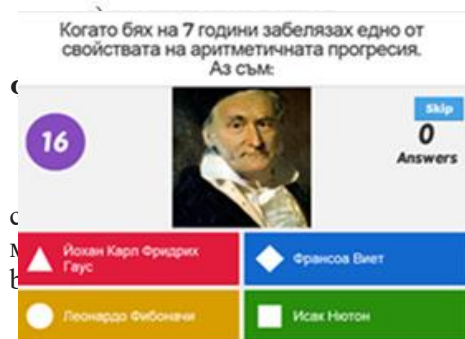 Когато бях на 7 години забелязах едно от
свойствата на аритметичната прогресия.
Аз съм:
Skip
16
0
Answers
Йохан Карл Фридрих
Гаус
Франсоа Виет
Леонардо Фибоначи
Исак Нютон